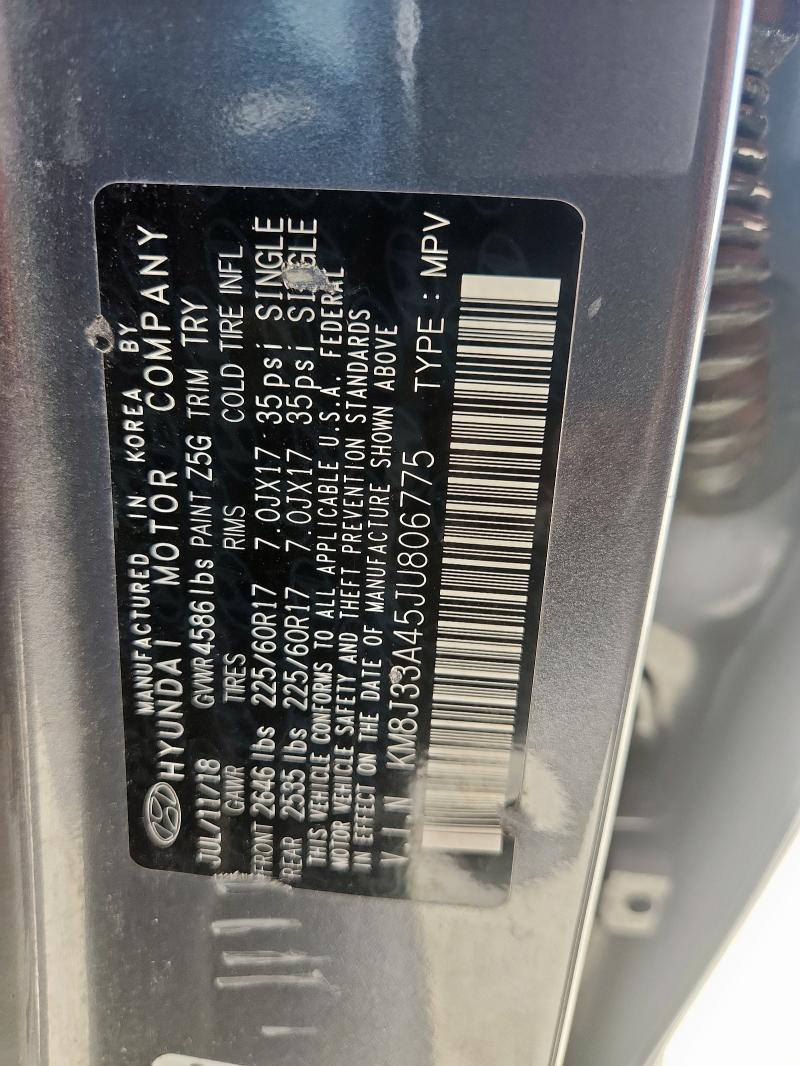 MANUFACTURED IN KOREA BY
HYUNDAI MOTOR COMPANY
JUL/11/18 GVWR 4586 lbs PAINT Z5G TRIM TRY
GAWR TIRES RMS COLD TIRE INFL
FRONT 2646 lbs 225/60R17 7.0JX17 35psi SINGLE
REAR 2535 lbs 225/60R17 7.0JX17 35psi SINGLE
THIS VEHICLE CONFORMS TO ALL APPLICABLE U.S.A. FEDERAL
MOTOR VEHICLE SAFETY AND THEFT PREVENTION STANDARDS
IN EFFECT ON THE DATE OF MANUFACTURE SHOWN ABOVE
VIN KM8J33A45JU806775 TYPE : MPV